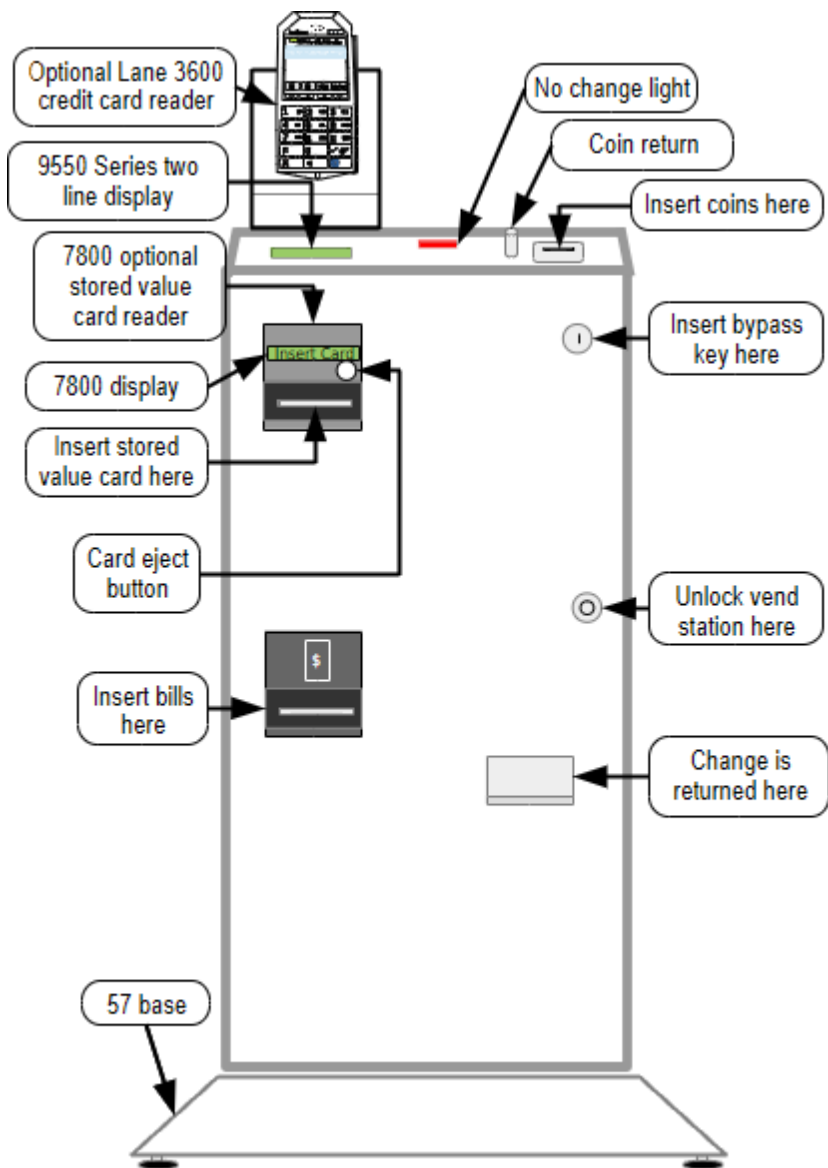 Optional Lane 3600
credit card reader
9550 Series two
line display
7800 optional
stored value
card reader
Insert Card
7800 display
Insert stored
value card here
Card eject
button
$
Insert bills
here
57 base
No change light
Coin return
Insert coins here
Insert bypass
key here
Unlock vend
station here
Change is
returned here